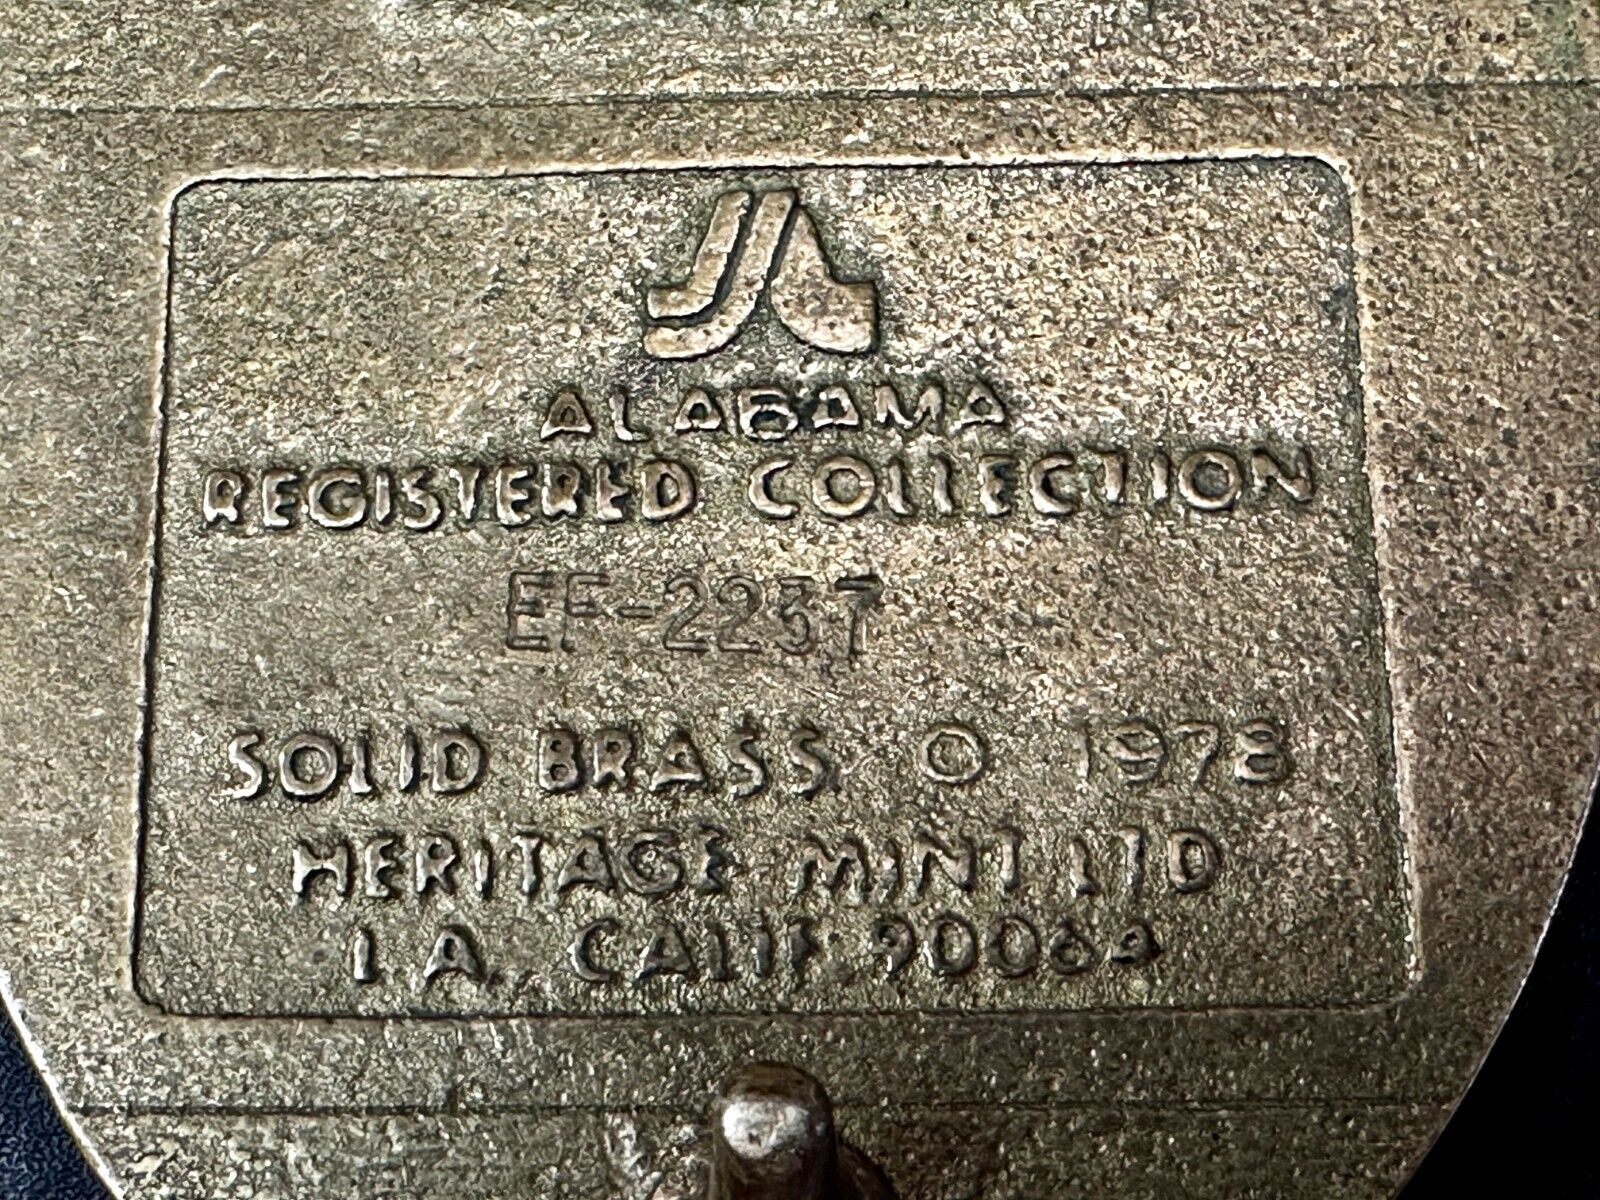 ALABAMA
REGISTERED COLLECTION
EF-2237
SOLID BRASS © 1978
HERITAGE MINT LTD
L.A. CALIF. 90064